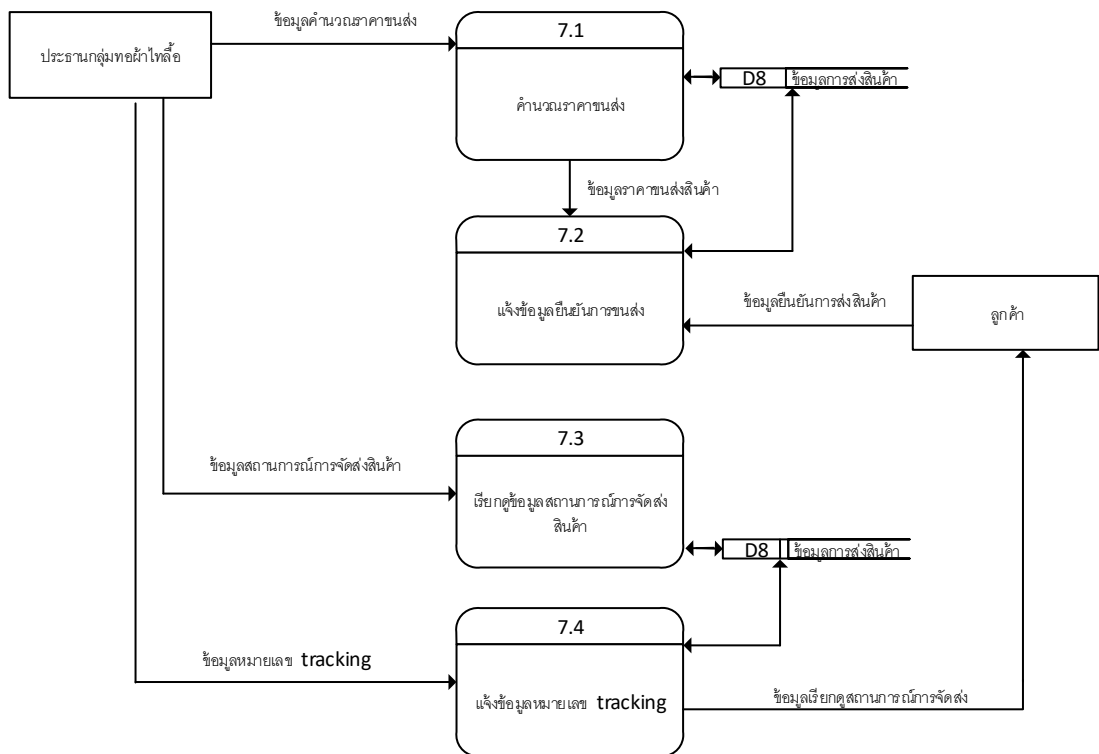 ข้อมูลคำนวณราคาขนส่ง
7.1
ประธานกลุ่มทอผ้าไทลื้อ
D8 ข้อมูลการส่งสินค้า
คำนวณราคาขนส่ง
ข้อมูลราคาขนส่งสินค้า
7.2
แจ้งข้อมูลยืนยันการขนส่ง
ข้อมูลยืนยันการส่งสินค้า
ลูกค้า
7.3
ข้อมูลสถานการณ์การจัดส่งสินค้า
เรียกดูข้อมูลสถานการณ์การจัดส่ง
สินค้า
D8 ข้อมูลการส่งสินค้า
7.4
ข้อมูลหมายเลข tracking
แจ้งข้อมูลหมายเลข tracking
ข้อมูลเรียกดูสถานการณ์การจัดส่ง